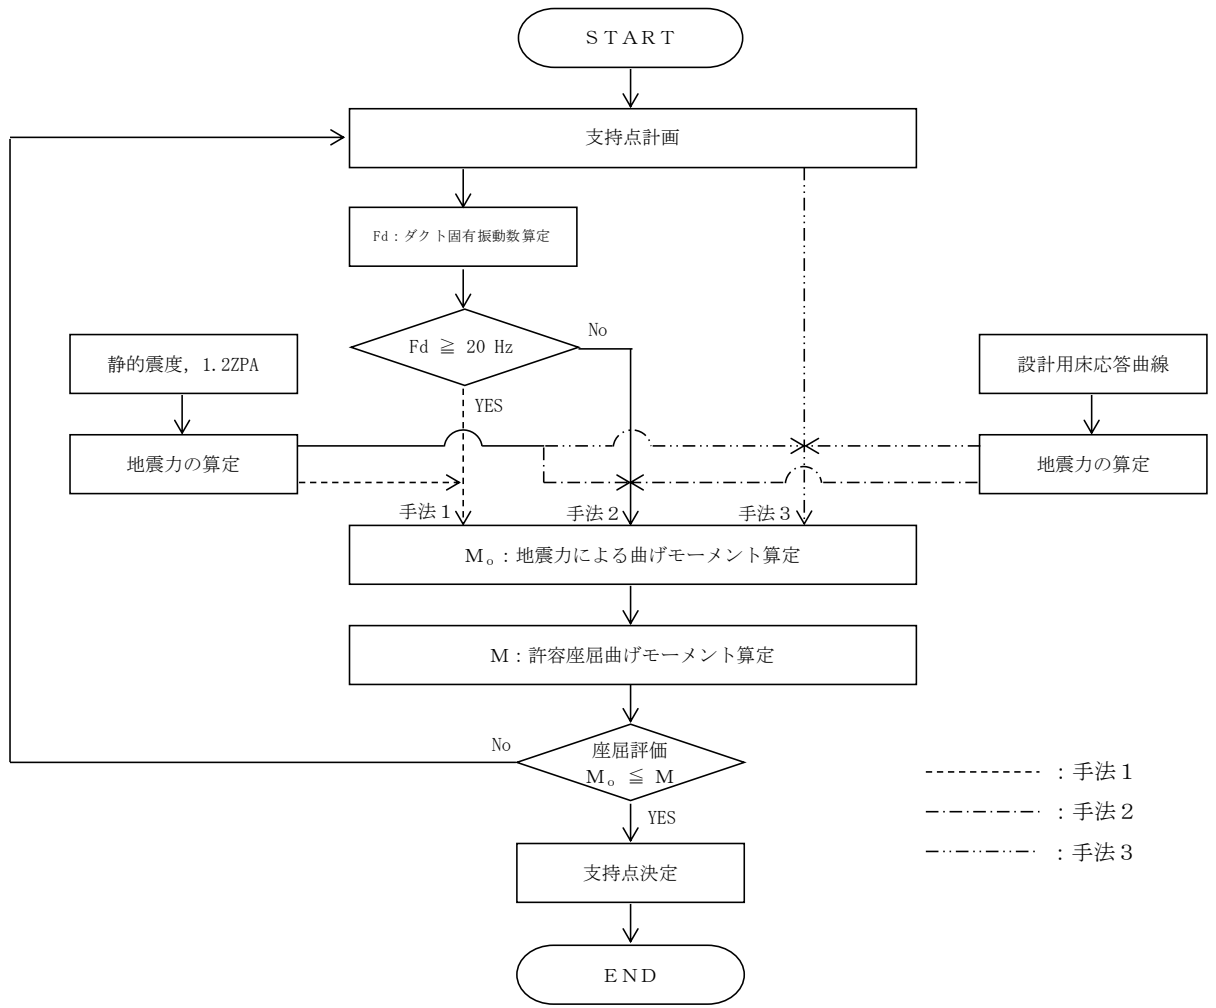 ＳＴＡＲＴ
支持点計画
Fd：ダクト固有振動数算定
Fd ≧ 20 Hz
No
YES
静的震度，1.2ZPA
地震力の算定
設計用床応答曲線
地震力の算定
手法１
手法２
手法３
Ｍₒ：地震力による曲げモーメント算定
Ｍ：許容座屈曲げモーメント算定
No
座屈評価
Ｍₒ ≦ Ｍ
YES
支持点決定
ＥＮＤ
：手法１
：手法２
：手法３